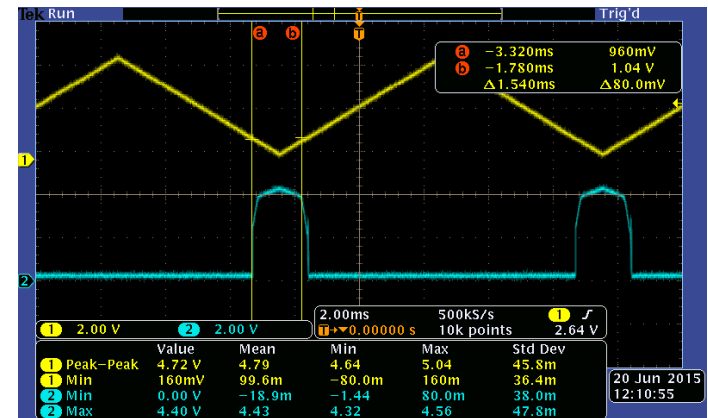 Tek Run Trig'd
a b T
a −3.320ms 960mV
b −1.780ms 1.04 V
Δ1.540ms Δ80.0mV
1
2
1 2.00 V 2 2.00 V
2.00ms 500kS/s 1
T→▼0.00000 s 10k points 2.64 V
Value Mean Min Max Std Dev
1 Peak−Peak 4.72 V 4.79 4.64 5.04 45.8m
1 Min 160mV 99.6m −80.0m 160m 36.4m
2 Min 0.00 V −18.9m −1.44 80.0m 38.0m
2 Max 4.40 V 4.43 4.32 4.56 47.8m
20 Jun 2015
12:10:55